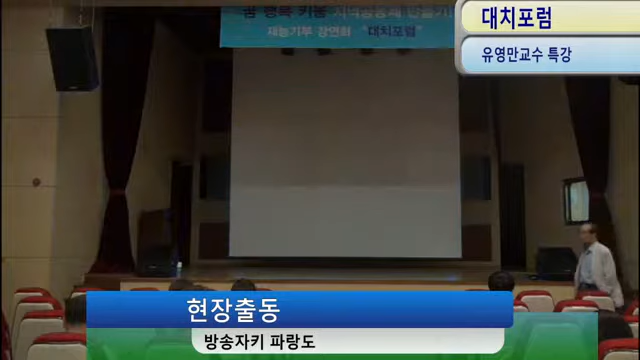 대치포럼
유영만교수 특강
재능기부 강연회 "대치포럼"
현장출동
방송자키 파랑도